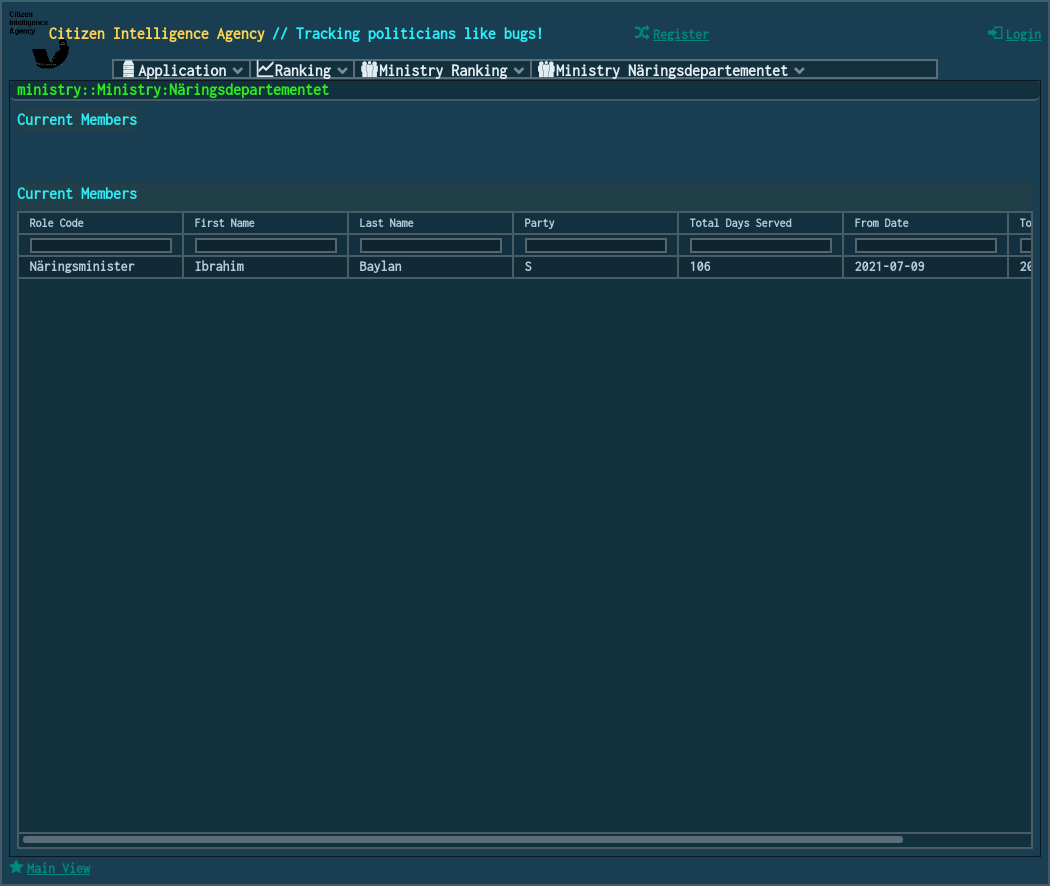 Citizen
Intelligence
Agency
Citizen Intelligence Agency // Tracking politicians like bugs!
Register
Login
Application
Ranking
Ministry Ranking
Ministry Näringsdepartementet
ministry::Ministry:Näringsdepartementet
Current Members
Current Members
Role Code First Name Last Name Party Total Days Served From Date To
Näringsminister Ibrahim Baylan S 106 2021-07-09 20
Main View